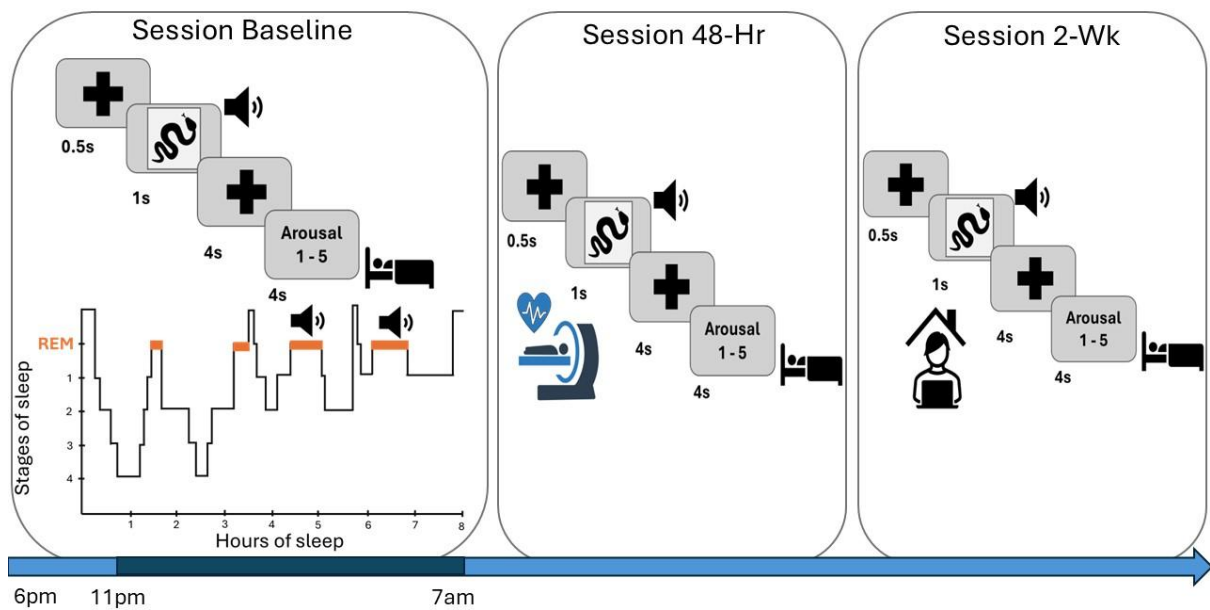 Session Baseline
0.5s
1s
4s
Arousal
1 - 5
4s
REM
1
2
3
4
Stages of sleep
1
2
3
4
5
6
7
8
Hours of sleep
Session 48-Hr
0.5s
1s
4s
Arousal
1 - 5
4s
Session 2-Wk
0.5s
1s
4s
Arousal
1 - 5
4s
6pm
11pm
7am